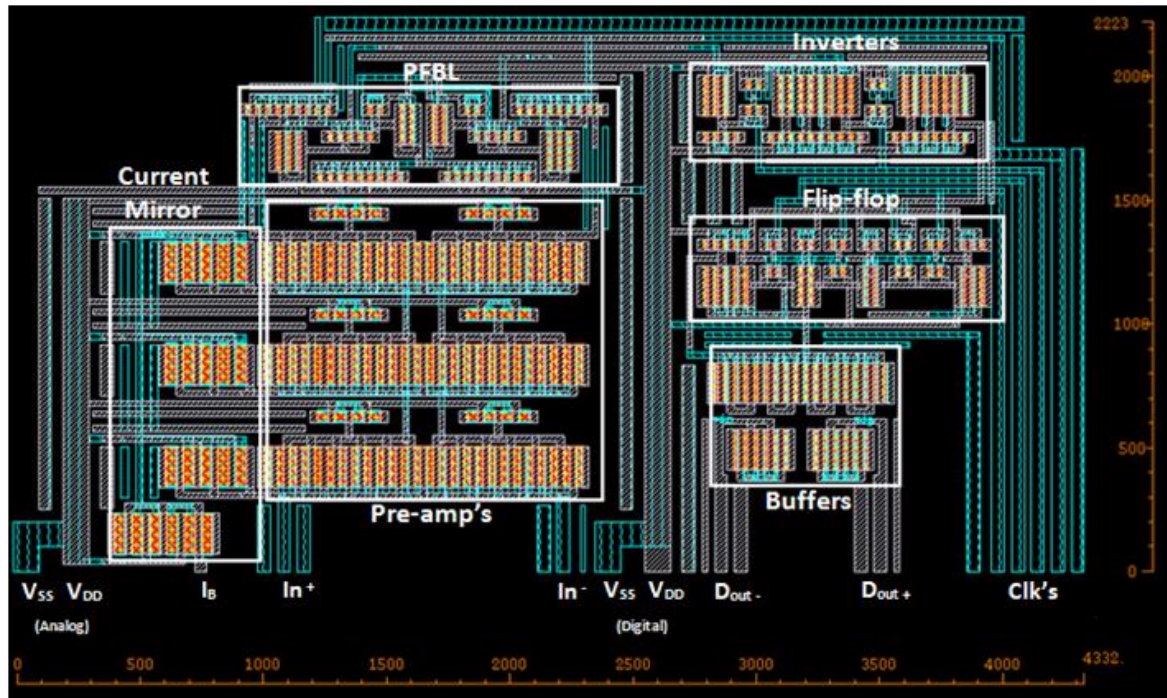 2223
Inverters
2000
PFBL
Current
Mirror
1500
Flip-flop
1000
500
Buffers
Pre-amp's
0
VSS VDD IB In+ In- VSS VDD Dout - Dout + Clk's
(Analog) (Digital)
0 500 1000 1500 2000 2500 3000 3500 4000 4332.